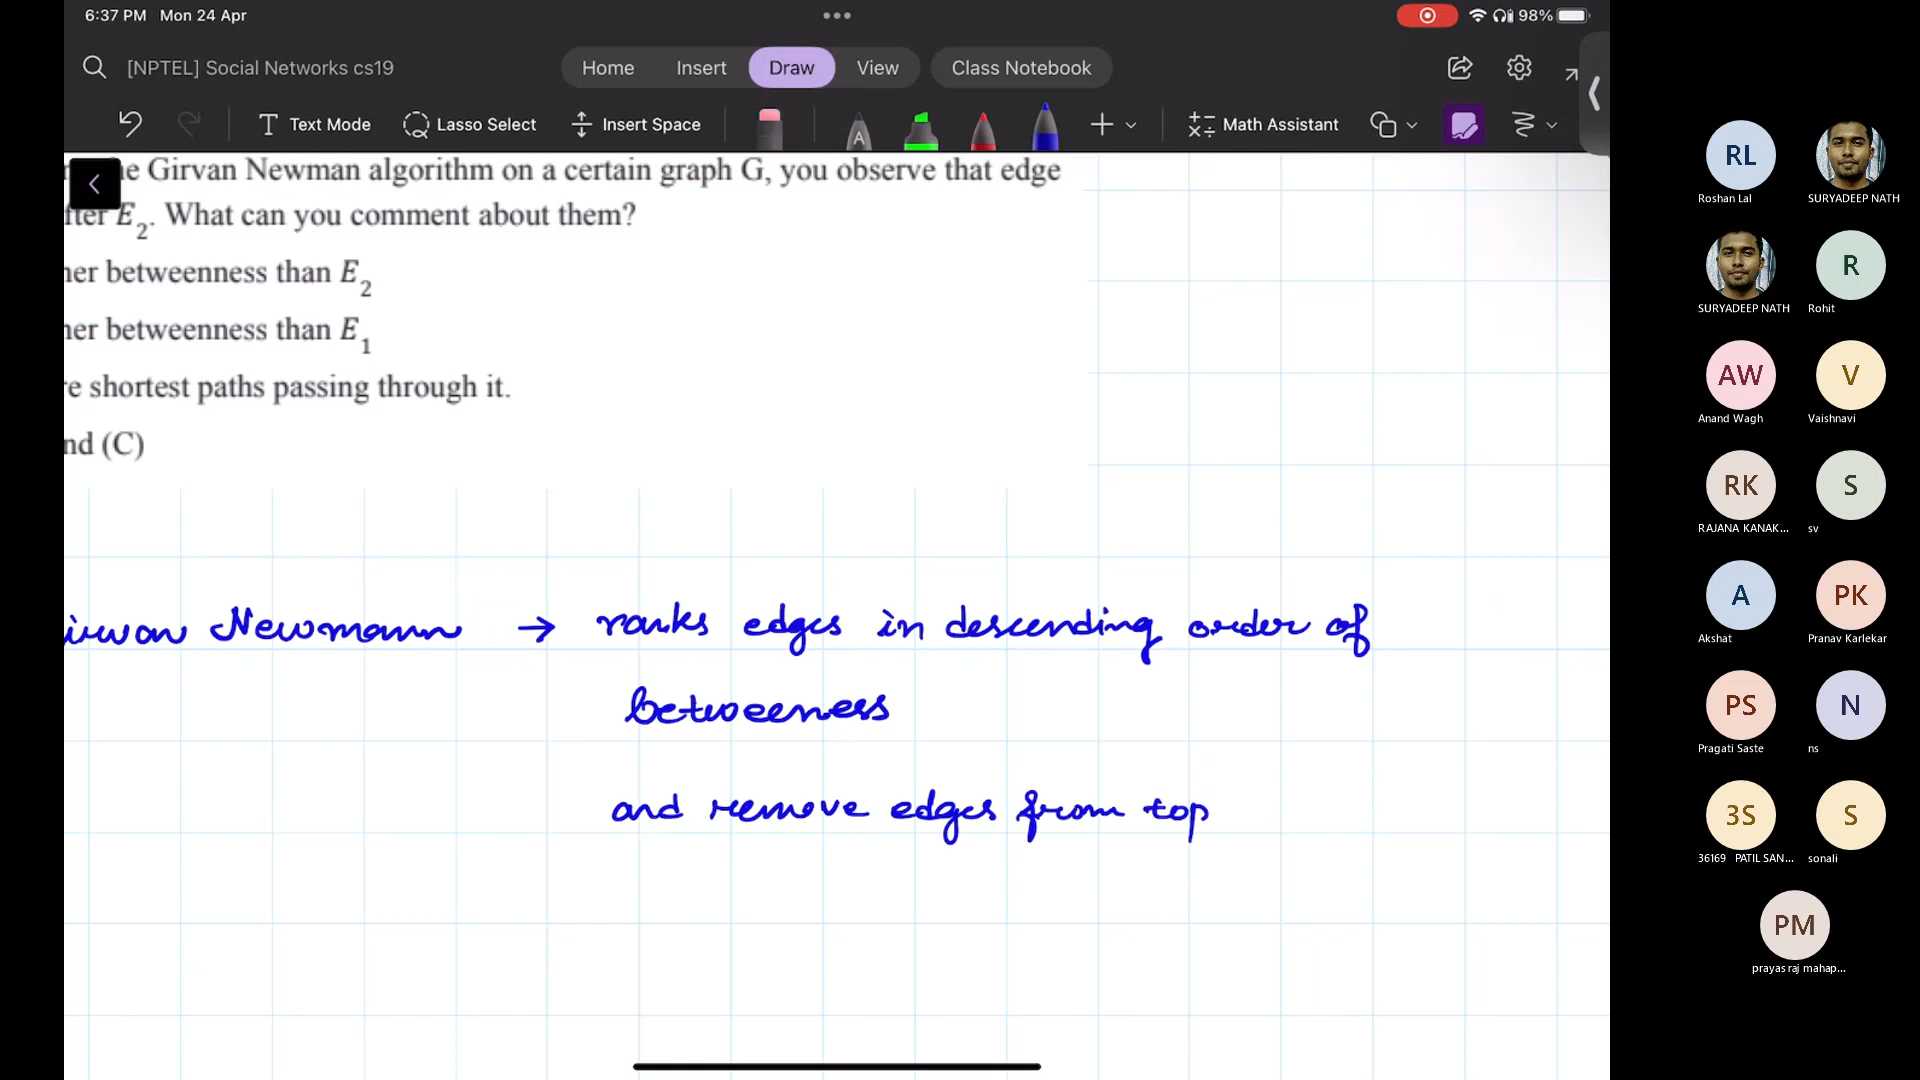 6:37 PM Mon 24 Apr
98%
[NPTEL] Social Networks cs19
Home Insert Draw View Class Notebook
Text Mode Lasso Select Insert Space Math Assistant
e Girvan Newman algorithm on a certain graph G, you observe that edge
fter E2. What can you comment about them?
her betweenness than E2
her betweenness than E1
re shortest paths passing through it.
nd (C)
irwan Newmann → ranks edges in descending order of
betweeness
and remove edges from top
RL
Roshan Lal
SURYADEEP NATH
SURYADEEP NATH
R
Rohit
AW
Anand Wagh
V
Vaishnavi
RK
RAJANA KANAK...
S
sv
A
Akshat
PK
Pranav Karlekar
PS
Pragati Saste
N
ns
3S
36169 PATIL SAN...
S
sonali
PM
prayas raj mahap...